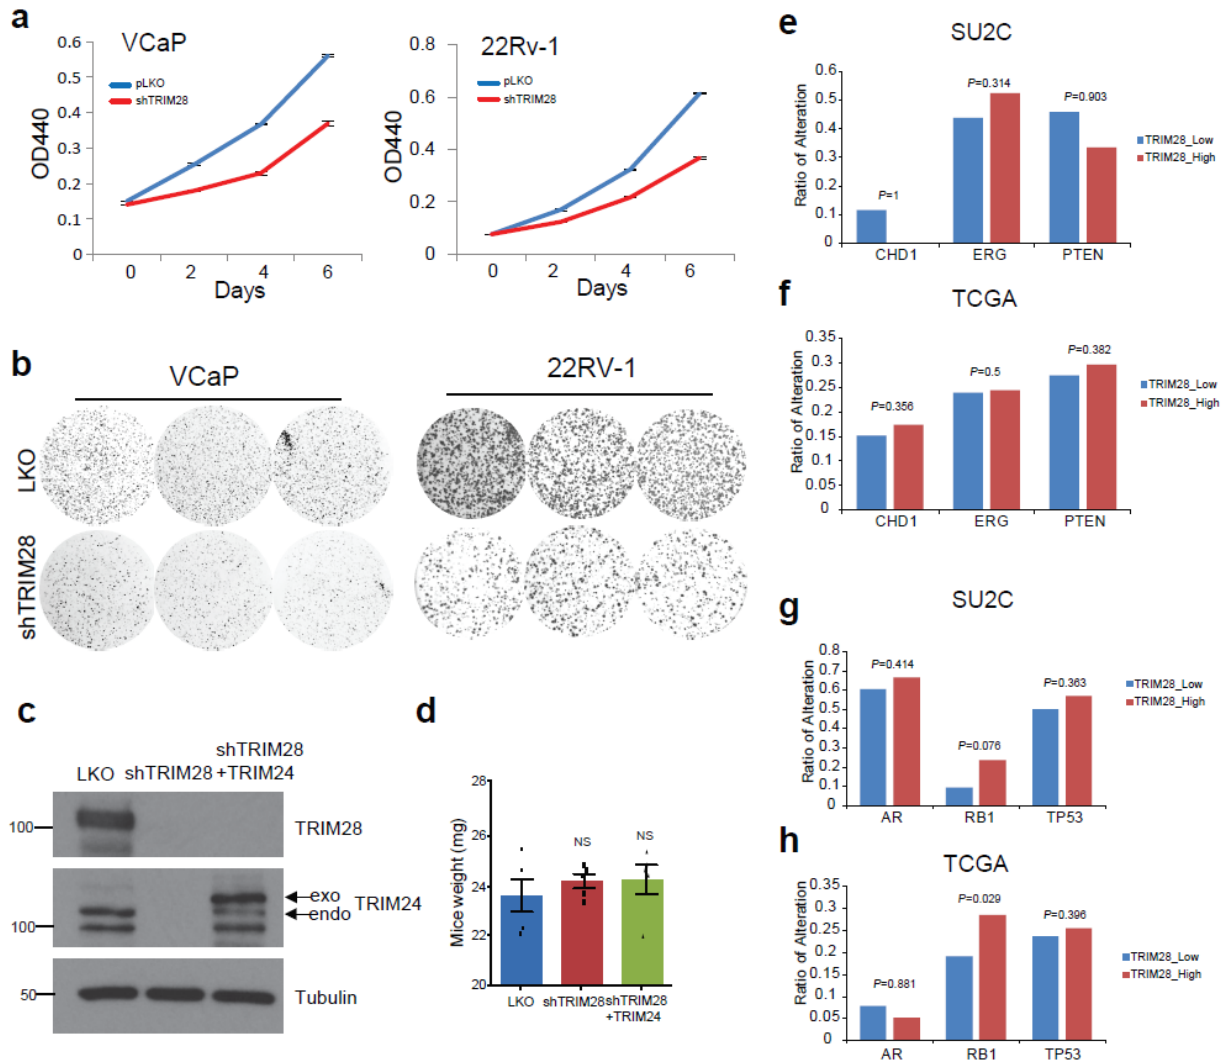 a
VCaP
0.6
0.5
0.4
0.3
0.2
0.1
0
OD440
pLKO
shTRIM28
0 2 4 6
Days
22Rv-1
0.8
0.6
0.4
0.2
0
OD440
pLKO
shTRIM28
0 2 4 6
Days
b
VCaP
22RV-1
LKO
shTRIM28
c
LKO shTRIM28 shTRIM28
+TRIM24
100
TRIM28
exo
endo
TRIM24
100
50
Tubulin
d
28
26
24
22
20
Mice weight (mg)
NS
NS
LKO shTRIM28 shTRIM28
+TRIM24
e
SU2C
0.6
0.5
0.4
0.3
0.2
0.1
0
Ratio of Alteration
P=1
P=0.314
P=0.903
TRIM28_Low
TRIM28_High
CHD1 ERG PTEN
f
TCGA
0.35
0.3
0.25
0.2
0.15
0.1
0.05
0
Ratio of Alteration
P=0.356
P=0.5
P=0.382
TRIM28_Low
TRIM28_High
CHD1 ERG PTEN
g
SU2C
0.8
0.7
0.6
0.5
0.4
0.3
0.2
0.1
0
Ratio of Alteration
P=0.414
P=0.076
P=0.363
TRIM28_Low
TRIM28_High
AR RB1 TP53
h
TCGA
0.35
0.3
0.25
0.2
0.15
0.1
0.05
0
Ratio of Alteration
P=0.881
P=0.029
P=0.396
TRIM28_Low
TRIM28_High
AR RB1 TP53